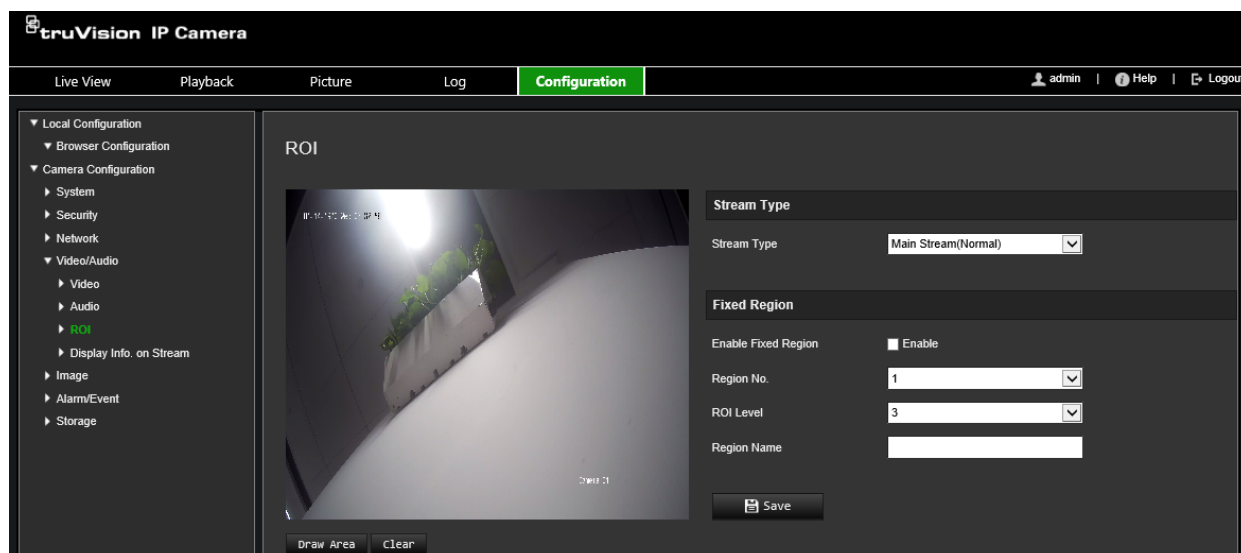 truVision IP Camera
Live View Playback Picture Log Configuration admin | Help | Logou
Local Configuration
Browser Configuration
Camera Configuration
System
Security
Network
Video/Audio
Video
Audio
ROI
Display Info. on Stream
Image
Alarm/Event
Storage
ROI
Camera 01
Draw Area Clear
Stream Type
Stream Type Main Stream(Normal)
Fixed Region
Enable Fixed Region Enable
Region No. 1
ROI Level 3
Region Name
Save